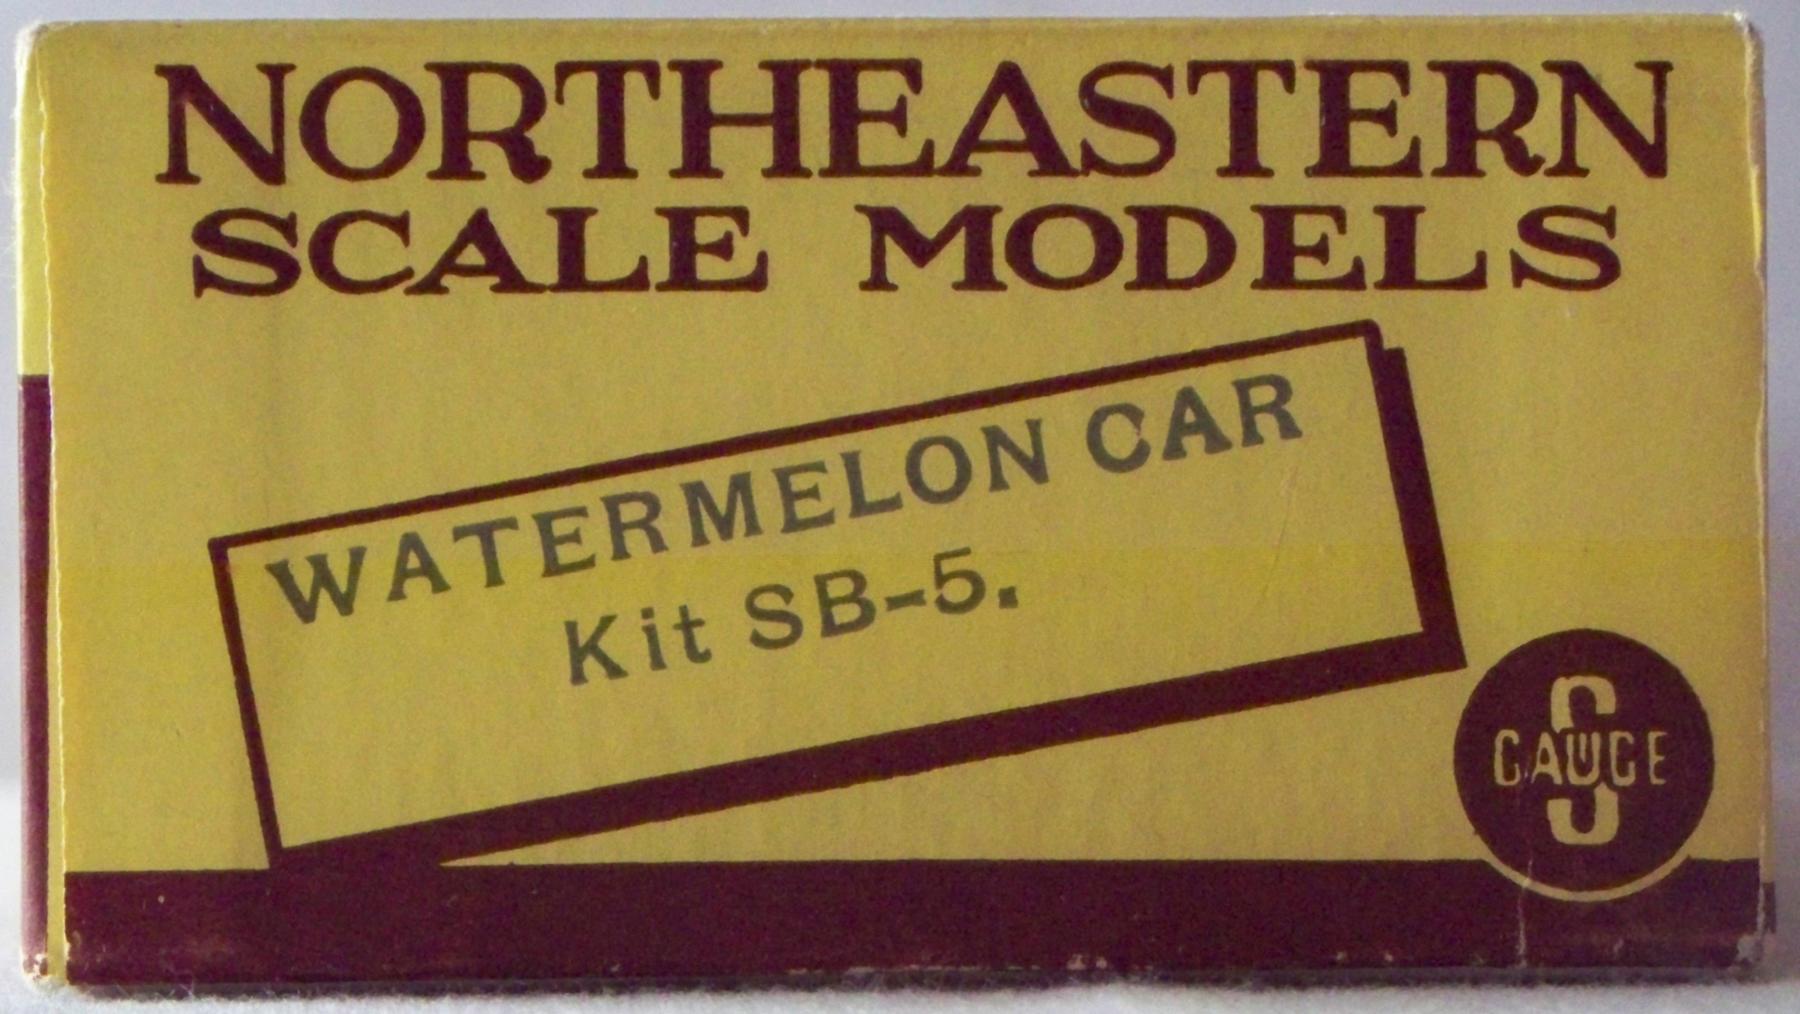 NORTHEASTERN
SCALE MODELS
WATERMELON CAR
Kit SB-5.
S
GAUGE